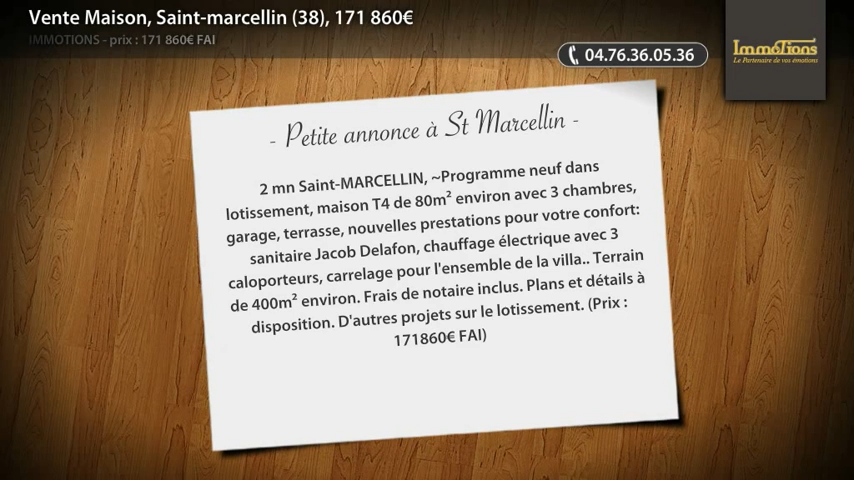 Vente Maison, Saint-marcellin (38), 171 860€
IMMOTIONS - prix : 171 860€ FAI
04.76.36.05.36
ImmoTions
Le Partenaire de vos émotions
- Petite annonce à St Marcellin -
2 mn Saint-MARCELLIN, ~Programme neuf dans
lotissement, maison T4 de 80m² environ avec 3 chambres,
garage, terrasse, nouvelles prestations pour votre confort:
sanitaire Jacob Delafon, chauffage électrique avec 3
caloporteurs, carrelage pour l'ensemble de la villa.. Terrain
de 400m² environ. Frais de notaire inclus. Plans et détails à
disposition. D'autres projets sur le lotissement. (Prix :
171860€ FAI)